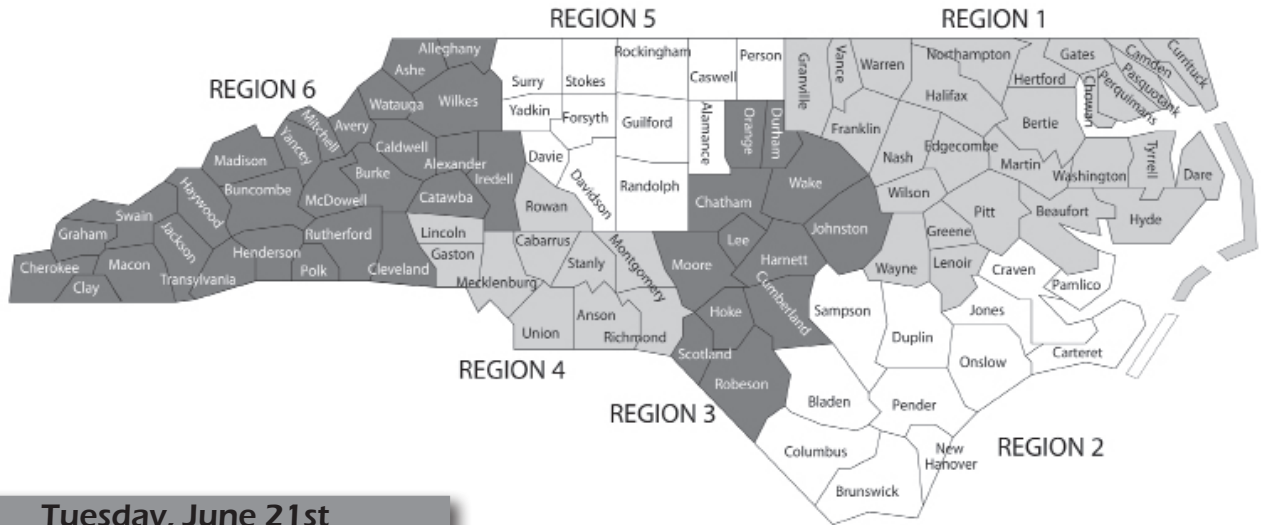 REGION 5
REGION 1
REGION 6
REGION 4
REGION 3
REGION 2
Alleghany
Ashe
Watauga
Wilkes
Mitchell
Avery
Yancey
Caldwell
Alexander
Iredell
Madison
Burke
Buncombe
McDowell
Catawba
Haywood
Swain
Graham
Jackson
Rutherford
Henderson
Cherokee
Macon
Polk
Cleveland
Clay
Transylvania
Surry
Stokes
Rockingham
Caswell
Person
Yadkin
Forsyth
Guilford
Alamance
Davie
Davidson
Randolph
Rowan
Lincoln
Cabarrus
Gaston
Stanly
Montgomery
Mecklenburg
Union
Anson
Richmond
Orange
Durham
Wake
Chatham
Johnston
Lee
Moore
Harnett
Cumberland
Hoke
Scotland
Robeson
Granville
Vance
Warren
Northampton
Gates
Camden
Currituck
Hertford
Pasquotank
Halifax
Chowan
Perquimans
Franklin
Bertie
Nash
Edgecombe
Martin
Washington
Tyrrell
Dare
Wilson
Pitt
Beaufort
Hyde
Greene
Wayne
Lenoir
Craven
Pamlico
Sampson
Jones
Duplin
Onslow
Carteret
Bladen
Pender
Columbus
New
Hanover
Brunswick
Tuesday, June 21st